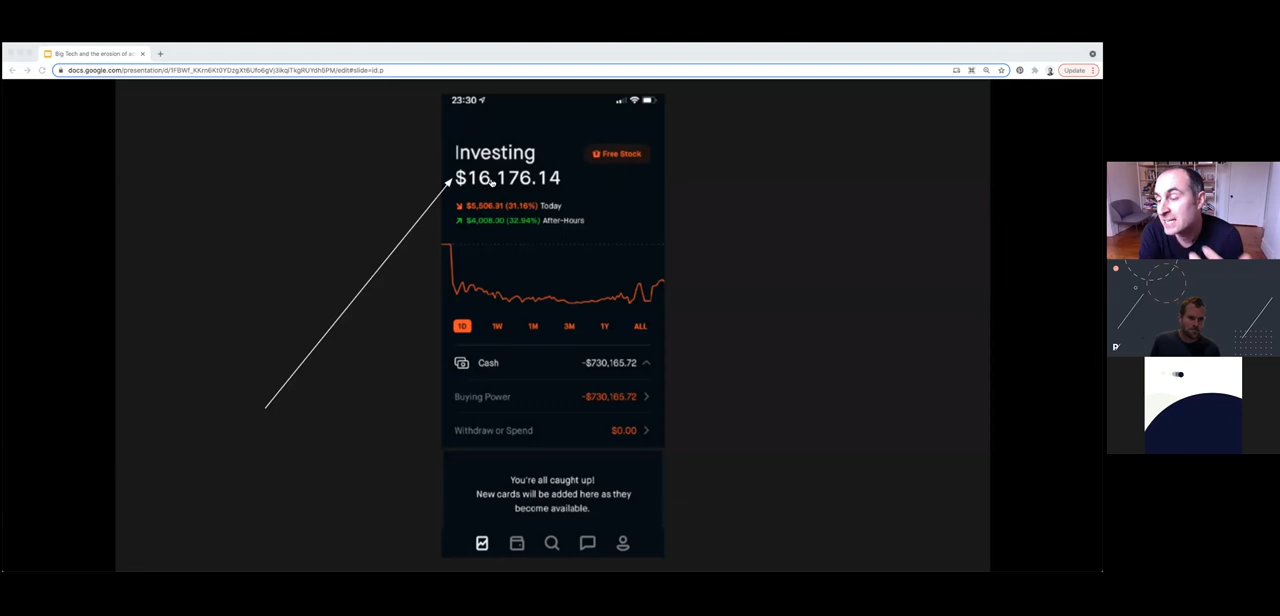 Big Tech and the erosion of
docs.google.com/presentation/d/1FBWf_KKrn6Kt0YDzgXt6Ufo6gVj3ikqITkgRUYdh5PM/edit#slide=id.p
Update
23:30
Investing
Free Stock
$16,176.14
$5,506.91 (31.16%) Today
$4,008.00 (32.94%) After-Hours
1D 1W 1M 3M 1Y ALL
Cash -$730,165.72
Buying Power -$730,165.72
Withdraw or Spend $0.00
You're all caught up!
New cards will be added here as they
become available.